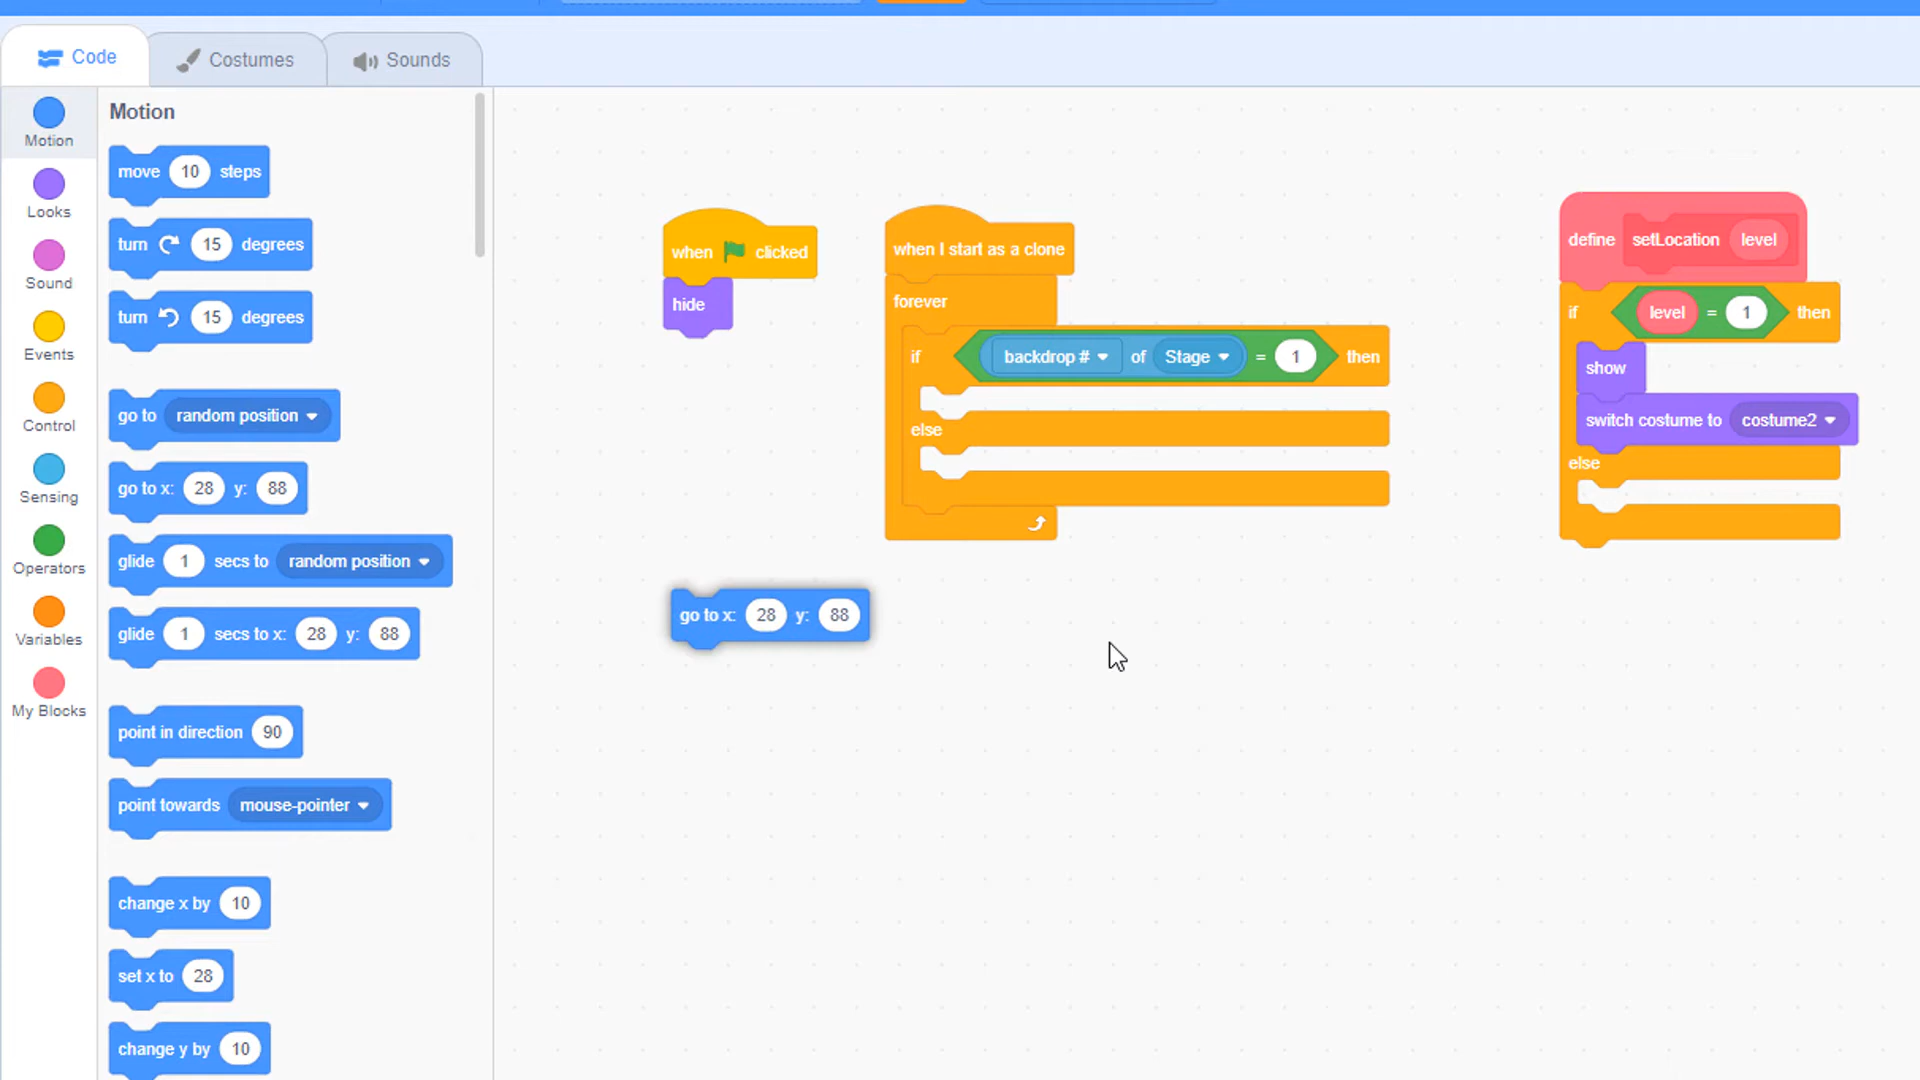 Code
Costumes
Sounds
Motion
Looks
Sound
Events
Control
Sensing
Operators
Variables
My Blocks
Motion
move 10 steps
turn 15 degrees
turn 15 degrees
go to random position
go to x: 28 y: 88
glide 1 secs to random position
glide 1 secs to x: 28 y: 88
point in direction 90
point towards mouse-pointer
change x by 10
set x to 28
change y by 10
when clicked
hide
when I start as a clone
forever
if backdrop # of Stage = 1 then
else
go to x: 28 y: 88
define setLocation level
if level = 1 then
show
switch costume to costume2
else